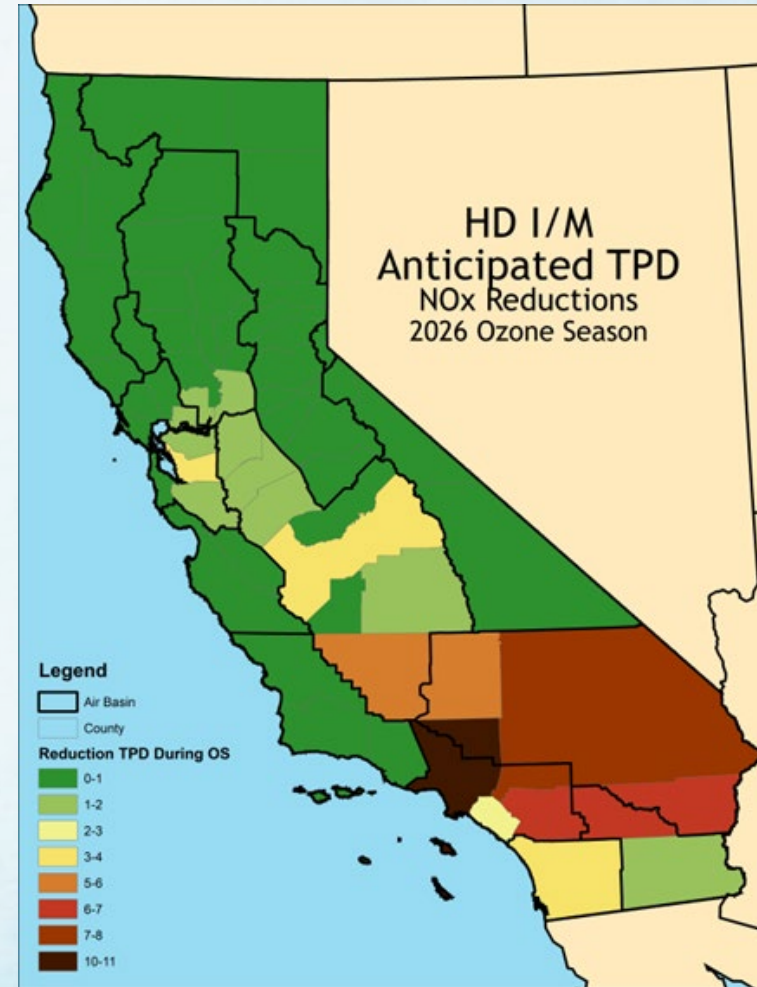 HD I/M
Anticipated TPD
NOx Reductions
2026 Ozone Season
Legend
Air Basin
County
Reduction TPD During OS
0-1
1-2
2-3
3-4
5-6
6-7
7-8
10-11